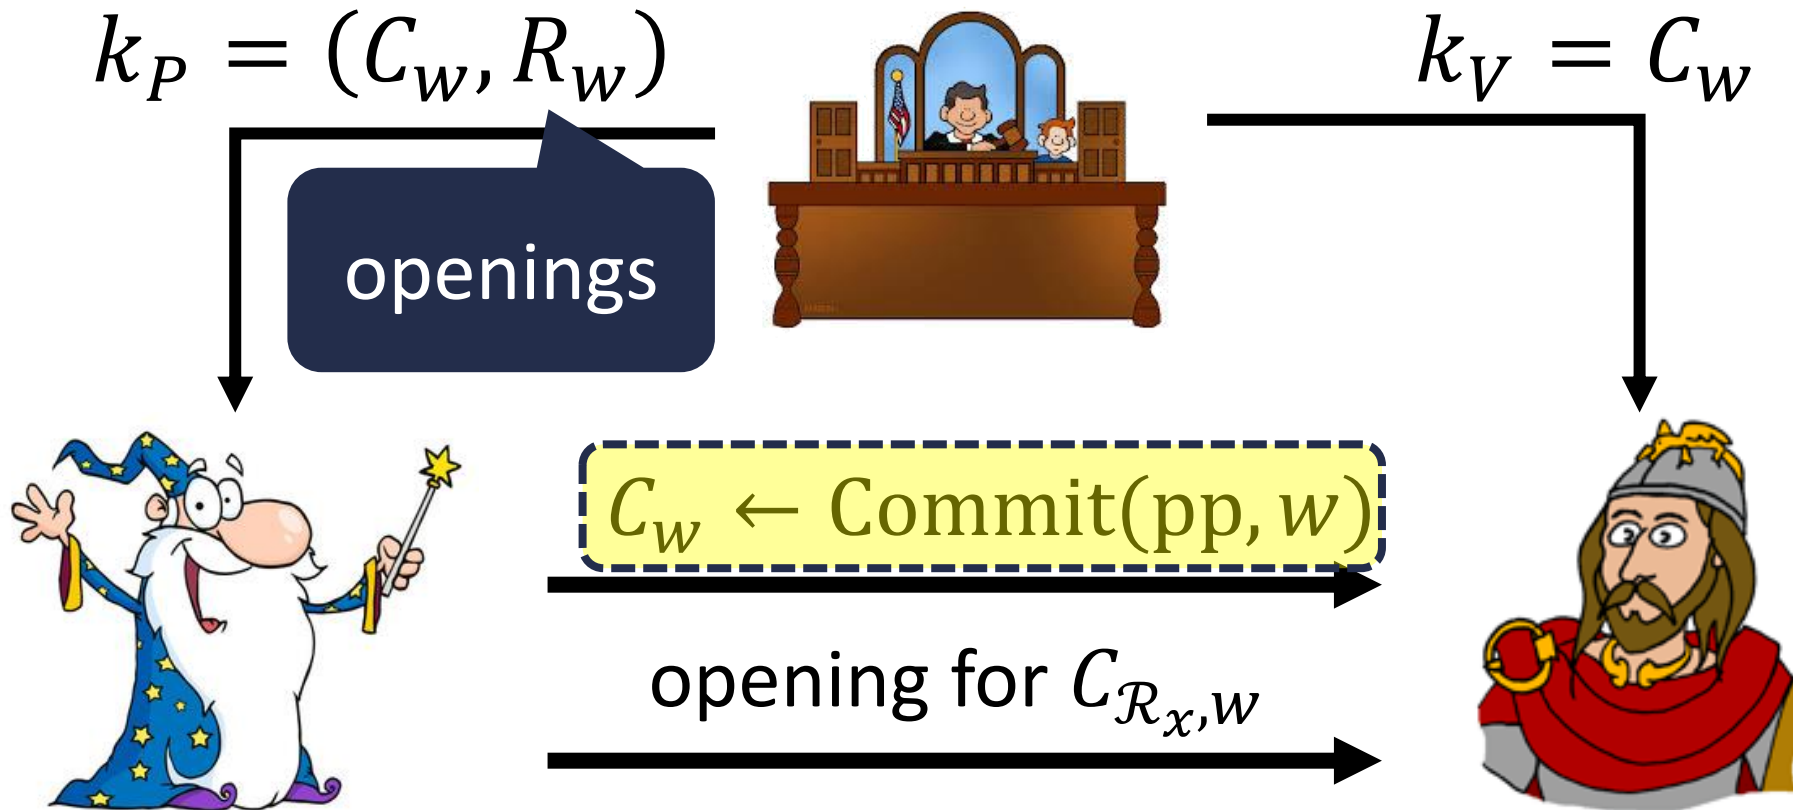 k_P = (C_w, R_w)
k_V = C_w
openings
C_w ← Commit(pp, w)
opening for C_{ℛ_x,w}